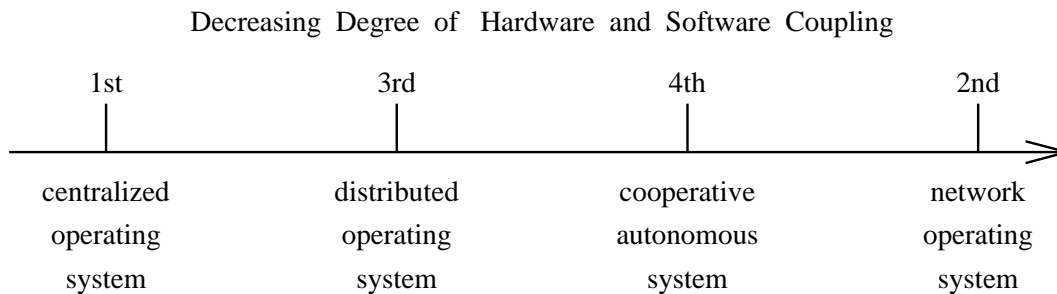 Decreasing Degree of Hardware and Software Coupling
1st 3rd 4th 2nd
centralized distributed cooperative network
operating operating autonomous operating
system system system system